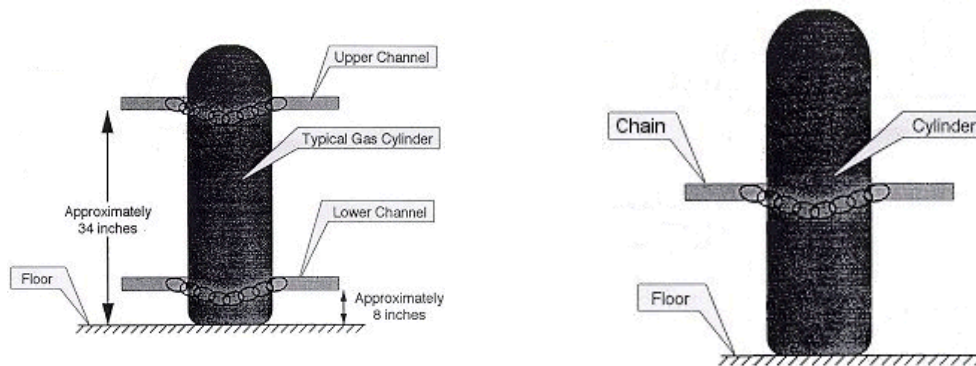 Upper Channel
Typical Gas Cylinder
Approximately
34 inches
Lower Channel
Floor
Approximately
8 inches
Chain
Cylinder
Floor